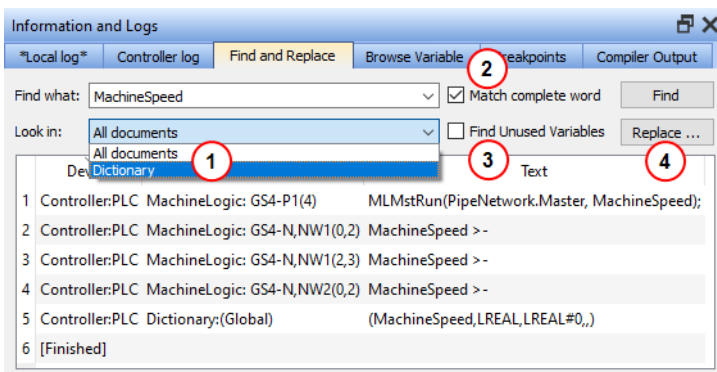 Information and Logs
*Local log* Controller log Find and Replace Browse Variable eakpoints Compiler Output
2
Find what: MachineSpeed Match complete word Find
Look in: All documents Find Unused Variables Replace ...
All documents
Dictionary
1 3 4
Dev Text
1 Controller:PLC MachineLogic: GS4-P1(4) MLMstRun(PipeNetwork.Master, MachineSpeed);
2 Controller:PLC MachineLogic: GS4-N,NW1(0,2) MachineSpeed >-
3 Controller:PLC MachineLogic: GS4-N,NW1(2,3) MachineSpeed >-
4 Controller:PLC MachineLogic: GS4-N,NW2(0,2) MachineSpeed >-
5 Controller:PLC Dictionary:(Global) (MachineSpeed,LREAL,LREAL#0,,)
6 [Finished]